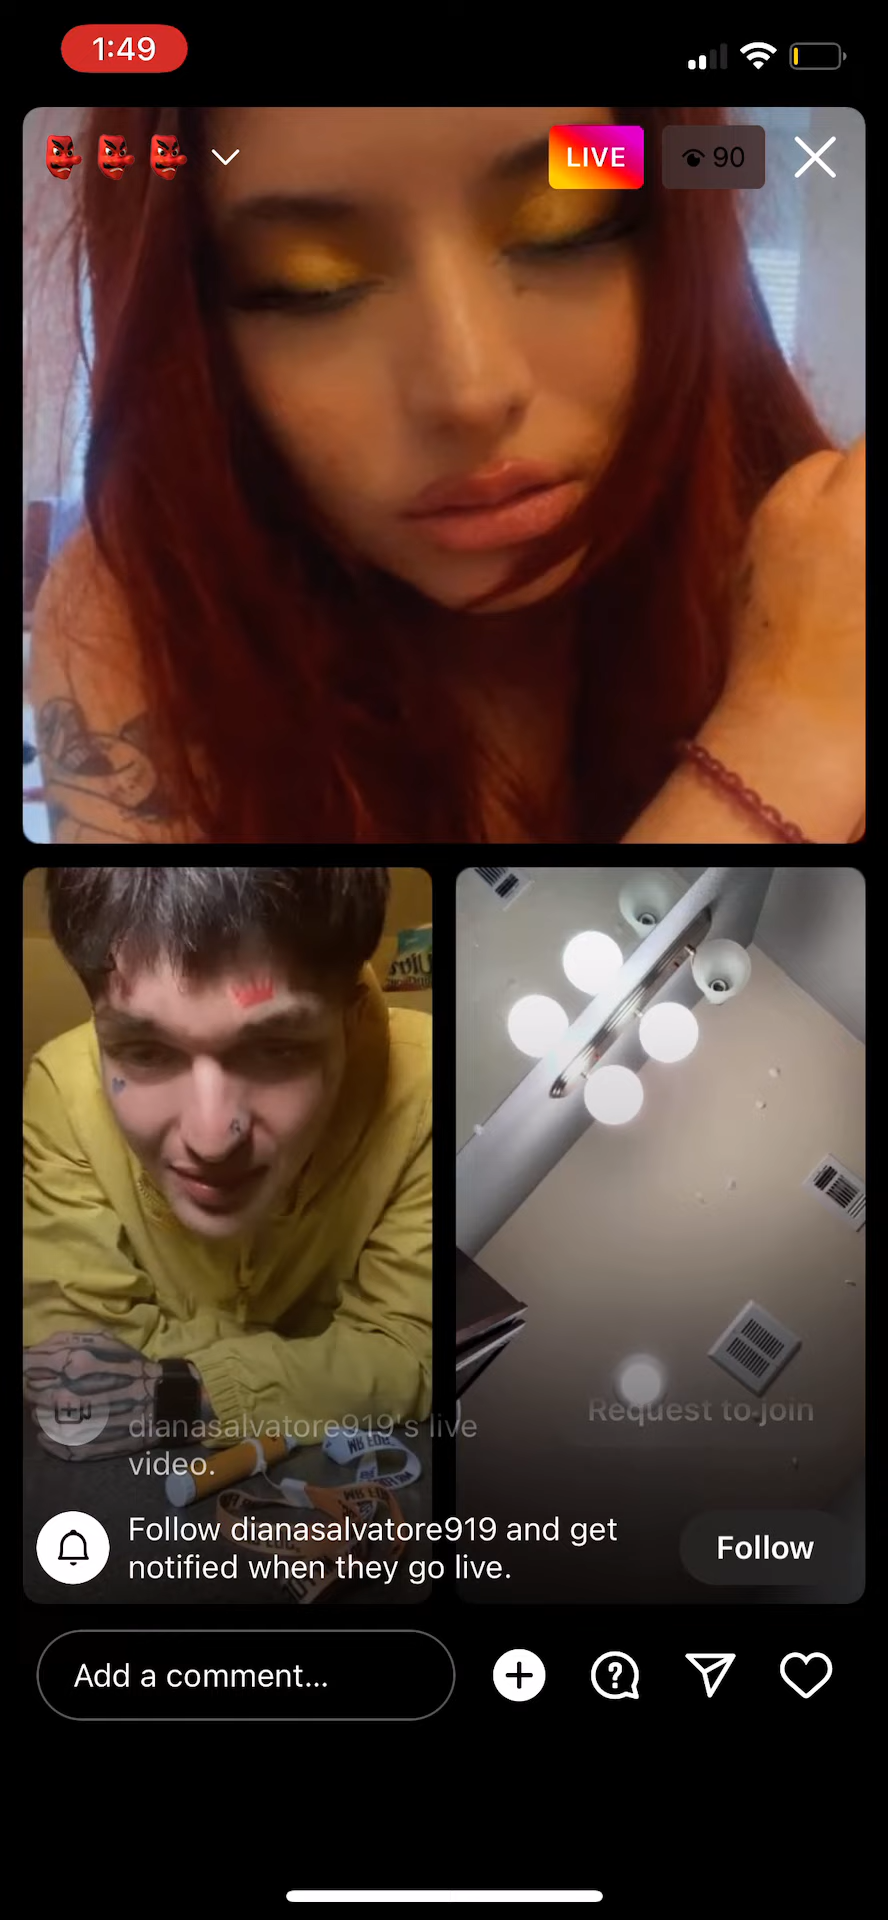 1:49
👺 👺 👺
LIVE
90
dianasalvatore919's live
video.
Request to join
Follow dianasalvatore919 and get
notified when they go live.
Follow
Add a comment...